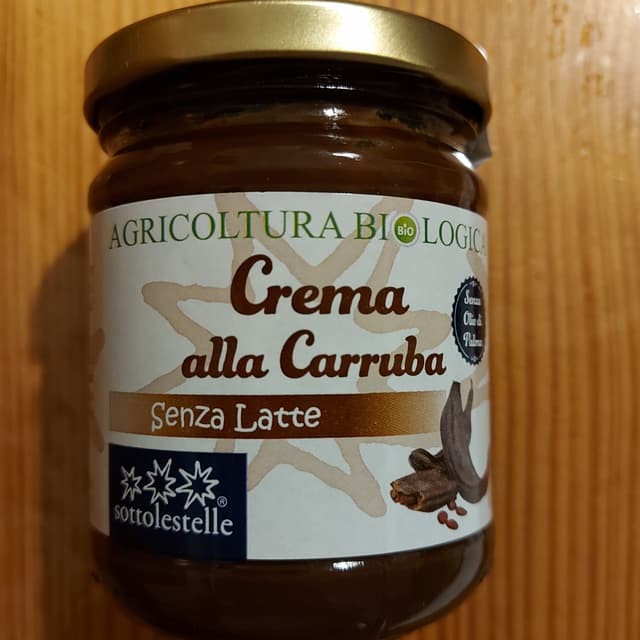 AGRICOLTURA BIOLOGICA
BIO
Crema
alla Carruba
Senza
Olio di
Palma
Senza Latte
sottolestelle®